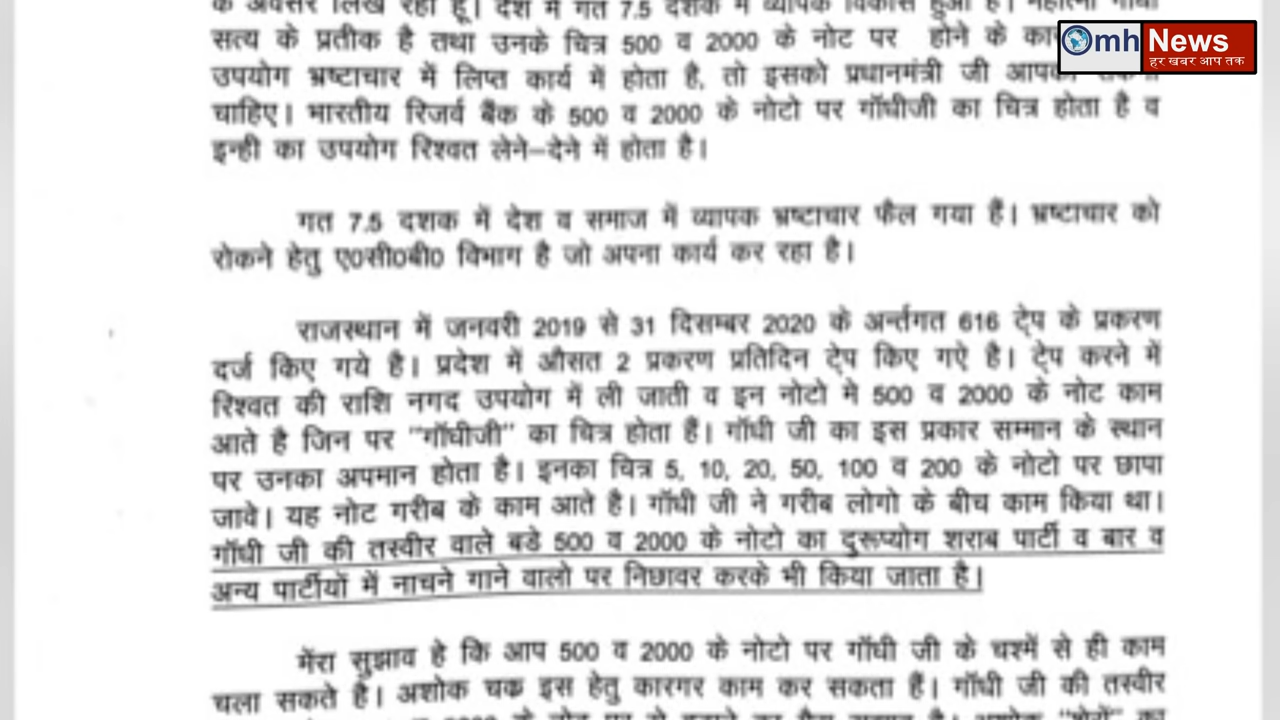 के अवसर लिख रहा हूँ। देश में गत 7.5 दशक में व्यापक विकास हुआ है। महात्मा गांधी
सत्य के प्रतीक है तथा उनके चित्र 500 व 2000 के नोट पर होने के
उपयोग भ्रष्टाचार में लिप्त कार्य में होता है, तो इसको प्रधानमंत्री जी
चाहिए। भारतीय रिजर्व बैंक के 500 व 2000 के नोटो पर गॉधीजी का चित्र होता है व
इन्ही का उपयोग रिश्वत लेने–देने में होता है।
गत 7.5 दशक में देश व समाज में व्यापक भ्रष्टाचार फैल गया हैं। भ्रष्टाचार को
रोकने हेतु ए0सी0बी0 विभाग है जो अपना कार्य कर रहा है।
राजस्थान में जनवरी 2019 से 31 दिसम्बर 2020 के अर्न्तगत 616 ट्रेप के प्रकरण
दर्ज किए गये है। प्रदेश में औसत 2 प्रकरण प्रतिदिन ट्रेप किए गऐ है। ट्रेप करने में
रिश्वत की राशि नगद उपयोग में ली जाती व इन नोटो मे 500 व 2000 के नोट काम
आते है जिन पर "गॉधीजी" का चित्र होता हैं। गॉधी जी का इस प्रकार सम्मान के स्थान
पर उनका अपमान होता है। इनका चित्र 5, 10, 20, 50, 100 व 200 के नोटो पर छापा
जावे। यह नोट गरीब के काम आते है। गॉधी जी ने गरीब लोगो के बीच काम किया था।
गॉधी जी की तस्वीर वाले बडे 500 व 2000 के नोटो का दुरूप्योग शराब पार्टी व बार व
अन्य पार्टीयों में नाचने गाने वालो पर निछावर करके भी किया जाता है।
मेंरा सुझाव है कि आप 500 व 2000 के नोटो पर गॉधी जी के चश्में से ही काम
चला सकते है। अशोक चक्र इस हेतु कारगर काम कर सकता हैं। गॉधी जी की तस्वीर
Omh News
हर खबर आप तक